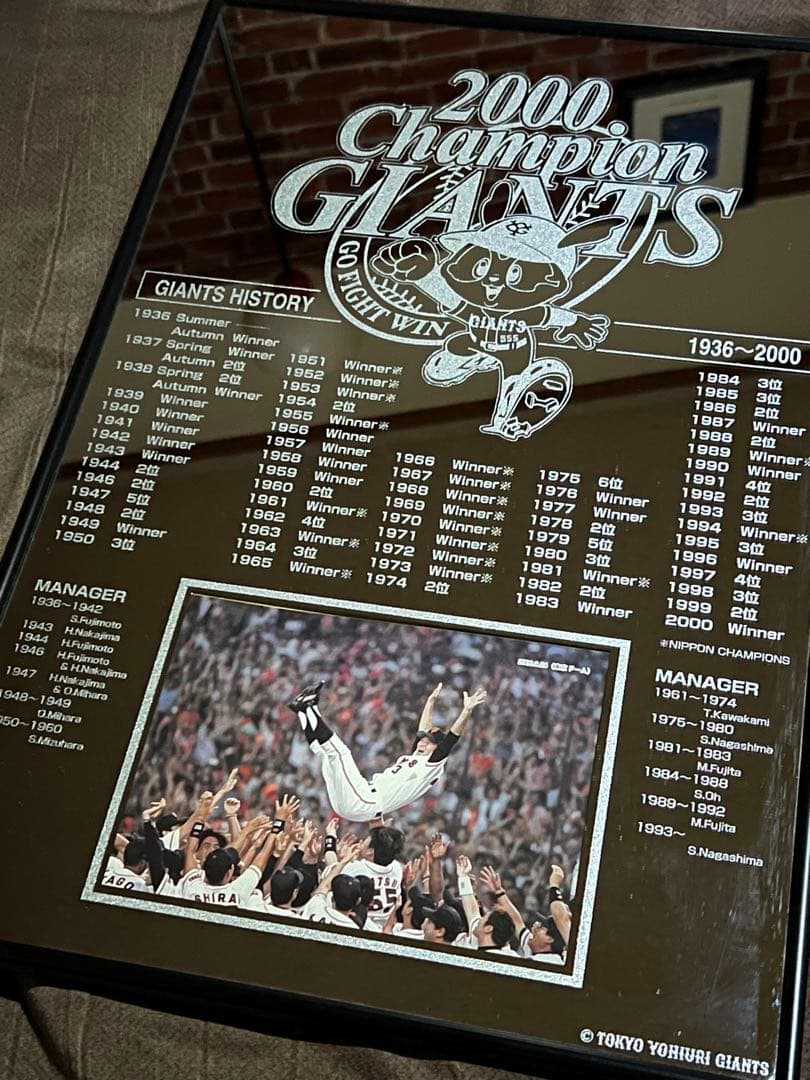 2000
Champion
GIANTS
GO FIGHT WIN
GIANTS
555
GIANTS HISTORY
1936～2000
1936 Summer
Autumn Winner
1937 Spring Winner
Autumn 2位
1938 Spring 2位
Autumn Winner
1939 Winner
1940 Winner
1941 Winner
1942 Winner
1943 Winner
1944 2位
1946 2位
1947 5位
1948 2位
1949 Winner
1950 3位
1951 Winner※
1952 Winner※
1953 Winner※
1954 2位
1955 Winner※
1956 Winner
1957 Winner
1958 Winner
1959 Winner
1960 2位
1961 Winner※
1962 4位
1963 Winner※
1964 3位
1965 Winner※
1966 Winner※
1967 Winner※
1968 Winner※
1969 Winner※
1970 Winner※
1971 Winner※
1972 Winner※
1973 Winner※
1974 2位
1975 6位
1976 Winner
1977 Winner
1978 2位
1979 5位
1980 3位
1981 Winner※
1982 2位
1983 Winner
1984 3位
1985 3位
1986 2位
1987 Winner
1988 2位
1989 Winner※
1990 Winner
1991 4位
1992 2位
1993 3位
1994 Winner※
1995 3位
1996 Winner
1997 4位
1998 3位
1999 2位
2000 Winner
※NIPPON CHAMPIONS
MANAGER
1936～1942
S.Fujimoto
1943 H.Nakajima
1944 H.Fujimoto
1946 H.Fujimoto
& H.Nakajima
1947 H.Nakajima
& O.Mihara
1948～1949
O.Mihara
950～1960
S.Mizuhara
MANAGER
1961～1974
T.Kawakami
1975～1980
S.Nagashima
1981～1983
M.Fujita
1984～1988
S.Oh
1989～1992
M.Fujita
1993～
S.Nagashima
© TOKYO YOMIURI GIANTS